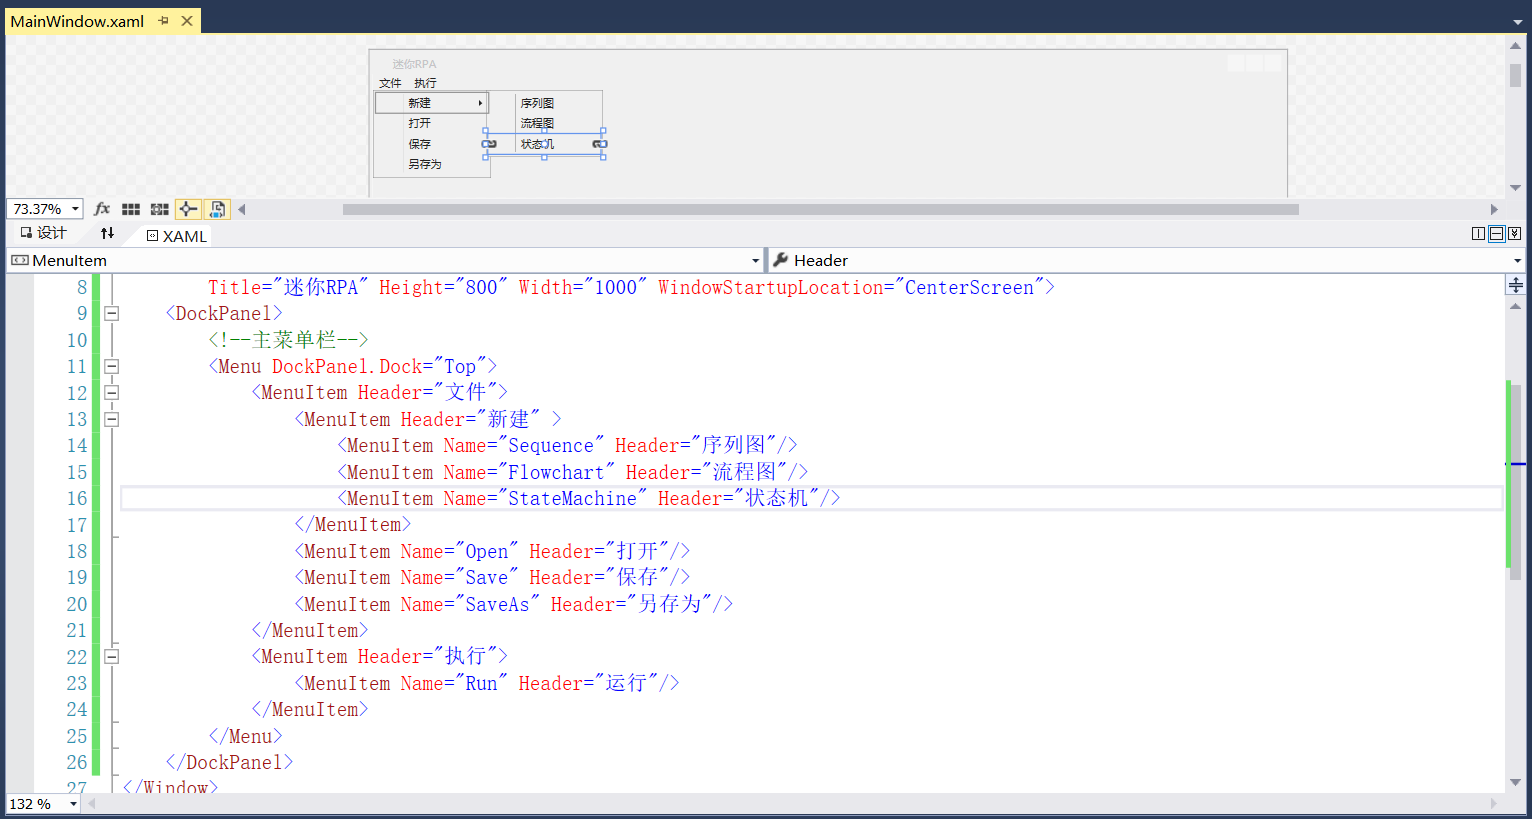 MainWindow.xaml
迷你RPA
文件 执行
新建 序列图
打开 流程图
保存 状态机
另存为
73.37% fx
设计 XAML
MenuItem Header
8 Title="迷你RPA" Height="800" Width="1000" WindowStartupLocation="CenterScreen">
9 <DockPanel>
10 <!--主菜单栏-->
11 <Menu DockPanel.Dock="Top">
12 <MenuItem Header="文件">
13 <MenuItem Header="新建" >
14 <MenuItem Name="Sequence" Header="序列图"/>
15 <MenuItem Name="Flowchart" Header="流程图"/>
16 <MenuItem Name="StateMachine" Header="状态机"/>
17 </MenuItem>
18 <MenuItem Name="Open" Header="打开"/>
19 <MenuItem Name="Save" Header="保存"/>
20 <MenuItem Name="SaveAs" Header="另存为"/>
21 </MenuItem>
22 <MenuItem Header="执行">
23 <MenuItem Name="Run" Header="运行"/>
24 </MenuItem>
25 </Menu>
26 </DockPanel>
27 </Window>
132 %